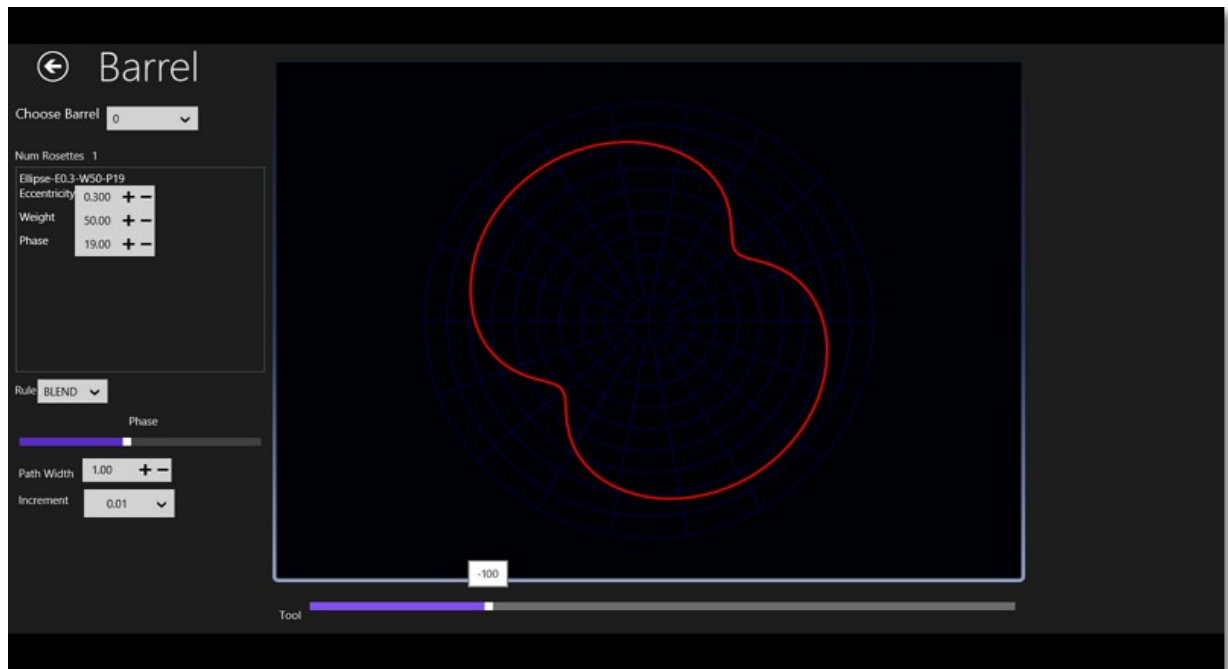 Barrel
Choose Barrel 0
Num Rosettes 1
Ellipse-E0.3-W50-P19
Eccentricity 0.300 + −
Weight 50.00 + −
Phase 19.00 + −
Rule BLEND
Phase
Path Width 1.00 + −
Increment 0.01
-100
Tool